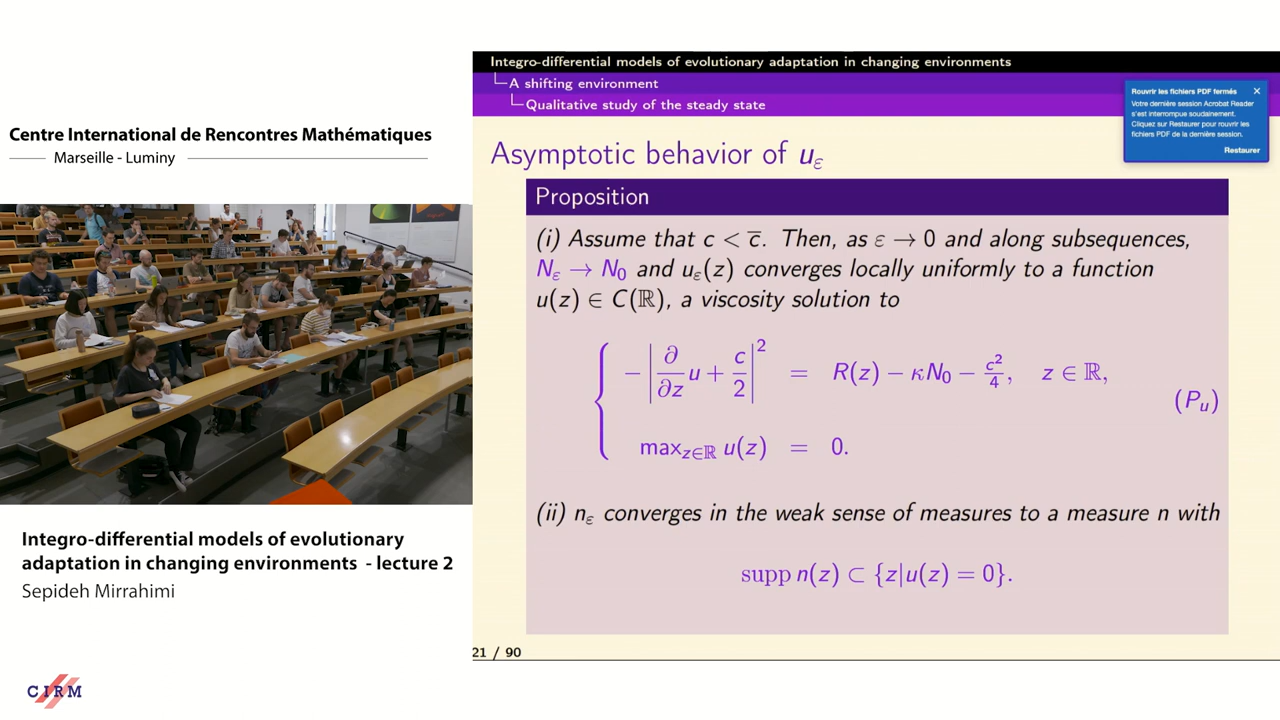 Centre International de Rencontres Mathématiques
Marseille - Luminy
Integro-differential models of evolutionary
adaptation in changing environments - lecture 2
Sepideh Mirrahimi
CIRM
Integro-differential models of evolutionary adaptation in changing environments
A shifting environment
Qualitative study of the steady state
Rouvrir les fichiers PDF fermés ×
Votre dernière session Acrobat Reader
s'est interrompue soudainement.
Cliquez sur Restaurer pour rouvrir les
fichiers PDF de la dernière session.
Restaurer
Asymptotic behavior of u_ε
Proposition
(i) Assume that c < c̅. Then, as ε → 0 and along subsequences,
N_ε → N_0 and u_ε(z) converges locally uniformly to a function
u(z) ∈ C(ℝ), a viscosity solution to
{ −|∂/∂z u + c/2|² = R(z) − κN_0 − c²/4, z ∈ ℝ,
(P_u)
max_{z∈ℝ} u(z) = 0.
(ii) n_ε converges in the weak sense of measures to a measure n with
supp n(z) ⊂ {z|u(z) = 0}.
21 / 90